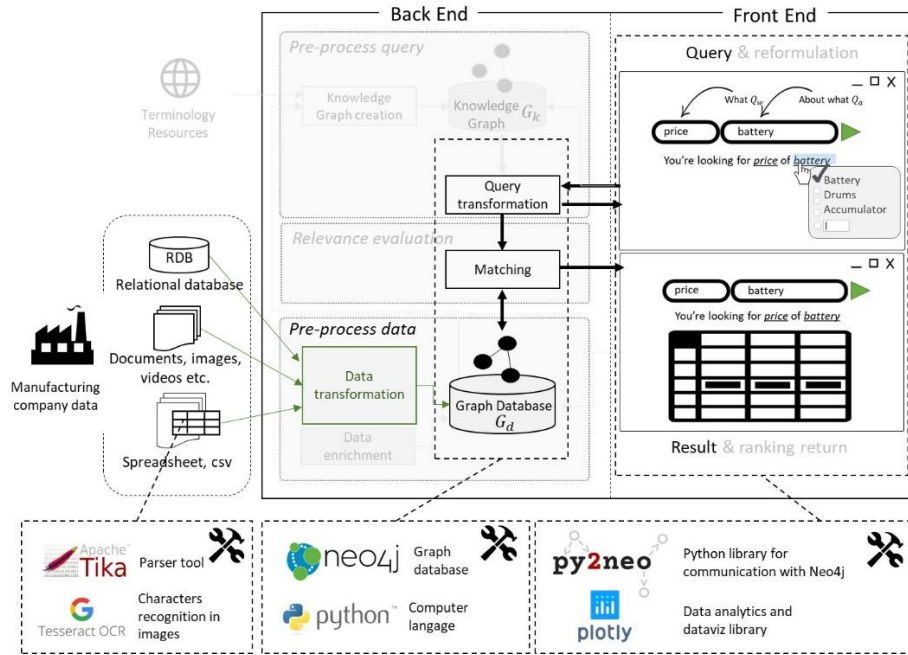 Back End
Front End
Pre-process query
Terminology
Resources
Knowledge
Graph creation
Knowledge
Graph
G_k
Query
transformation
Relevance evaluation
Matching
Pre-process data
Data
transformation
Graph Database
G_d
Data
enrichment
RDB
Relational database
Documents, images,
videos etc.
Manufacturing
company data
Spreadsheet, csv
Query & reformulation
_ □ X
What Q_w
About what Q_a
price
battery
You're looking for price of battery
Battery
Drums
Accumulator
_ □ X
price
battery
You're looking for price of battery
Result & ranking return
Apache™
Tika
Parser tool
Tesseract OCR
Characters
recognition in
images
neo4j
Graph
database
python™
Computer
langage
py2neo
Python library for
communication with Neo4j
plotly
Data analytics and
dataviz library